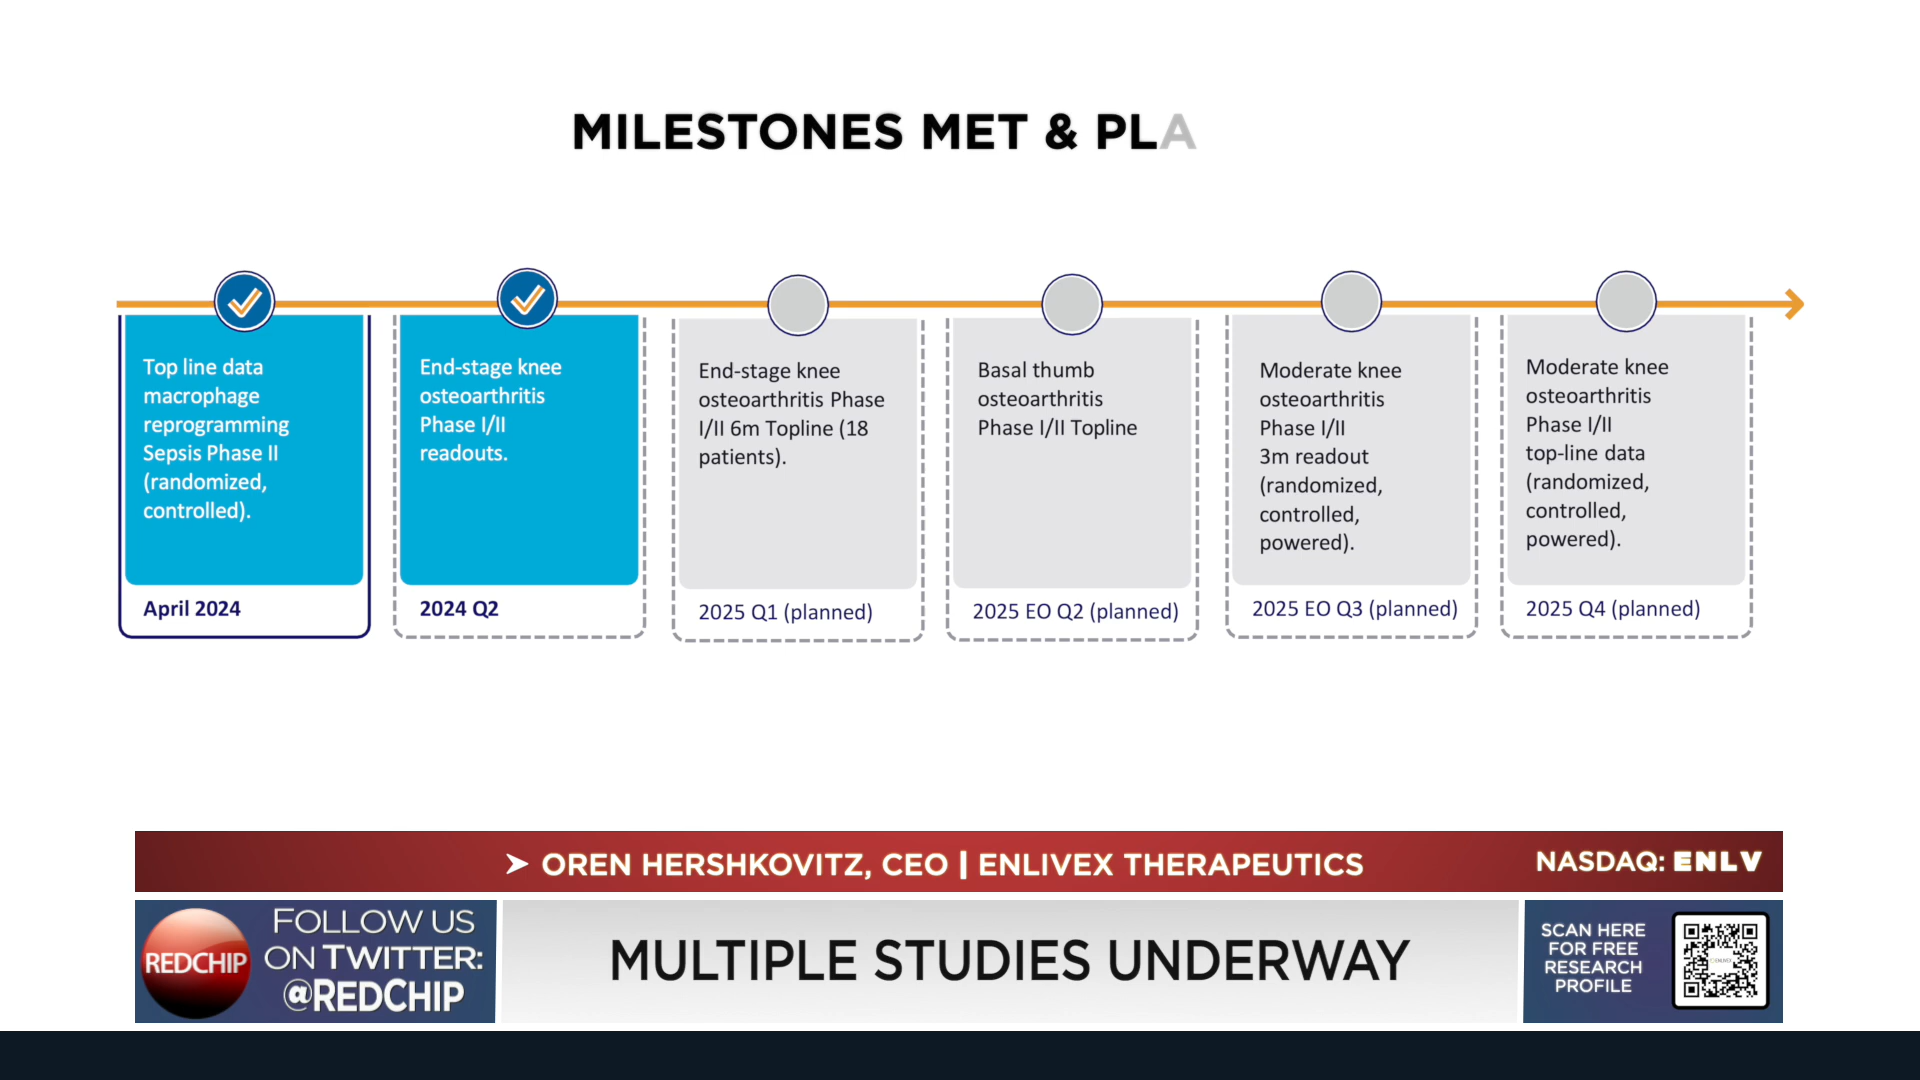 MILESTONES MET & PLA
Top line data
macrophage
reprogramming
Sepsis Phase II
(randomized,
controlled).
April 2024
End-stage knee
osteoarthritis
Phase I/II
readouts.
2024 Q2
End-stage knee
osteoarthritis Phase
I/II 6m Topline (18
patients).
2025 Q1 (planned)
Basal thumb
osteoarthritis
Phase I/II Topline
2025 EO Q2 (planned)
Moderate knee
osteoarthritis
Phase I/II
3m readout
(randomized,
controlled,
powered).
2025 EO Q3 (planned)
Moderate knee
osteoarthritis
Phase I/II
top-line data
(randomized,
controlled,
powered).
2025 Q4 (planned)
➤ OREN HERSHKOVITZ, CEO | ENLIVEX THERAPEUTICS
NASDAQ: ENLV
REDCHIP
FOLLOW US
ON TWITTER:
@REDCHIP
MULTIPLE STUDIES UNDERWAY
SCAN HERE
FOR FREE
RESEARCH
PROFILE